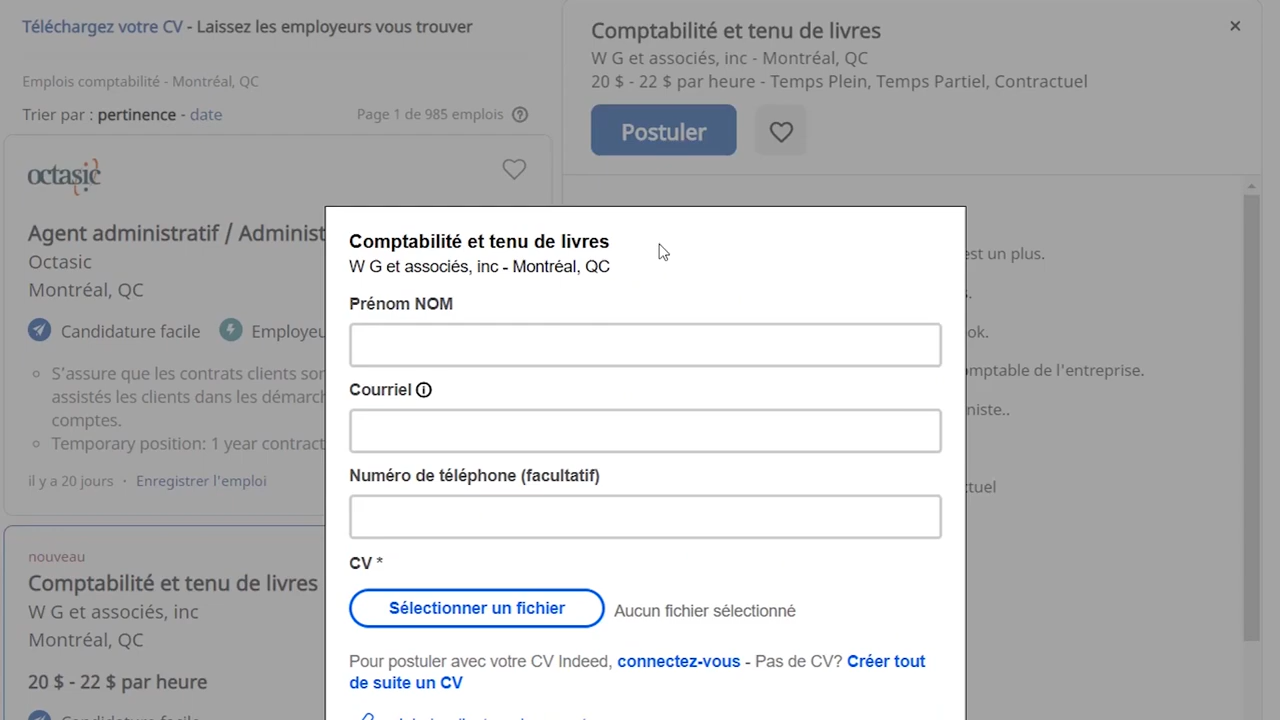 Téléchargez votre CV - Laissez les employeurs vous trouver
Emplois comptabilité - Montréal, QC
Trier par : pertinence - date
Page 1 de 985 emplois
octasic
Agent administratif / Administ
Octasic
Montréal, QC
Candidature facile
Employeu
S'assure que les contrats clients son
assistés les clients dans les démarch
comptes.
Temporary position: 1 year contract
il y a 20 jours · Enregistrer l'emploi
nouveau
Comptabilité et tenu de livres
W G et associés, inc
Montréal, QC
20 $ - 22 $ par heure
Candidature facile
Comptabilité et tenu de livres
W G et associés, inc - Montréal, QC
20 $ - 22 $ par heure - Temps Plein, Temps Partiel, Contractuel
Postuler
est un plus.
s.
ok.
mptable de l'entreprise.
niste..
tuel
Comptabilité et tenu de livres
W G et associés, inc - Montréal, QC
Prénom NOM
Courriel
Numéro de téléphone (facultatif)
CV *
Sélectionner un fichier
Aucun fichier sélectionné
Pour postuler avec votre CV Indeed, connectez-vous - Pas de CV? Créer tout
de suite un CV